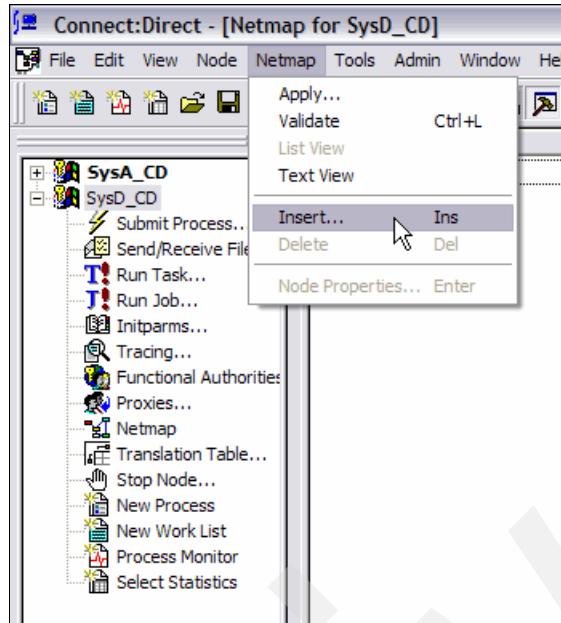 Connect:Direct - [Netmap for SysD_CD]
File Edit View Node Netmap Tools Admin Window He
Apply...
Validate Ctrl+L
List View
Text View
Insert... Ins
Delete Del
Node Properties... Enter
SysA_CD
SysD_CD
Submit Process...
Send/Receive File
Run Task...
Run Job...
Initparms...
Tracing...
Functional Authorities
Proxies...
Netmap
Translation Table...
Stop Node...
New Process
New Work List
Process Monitor
Select Statistics